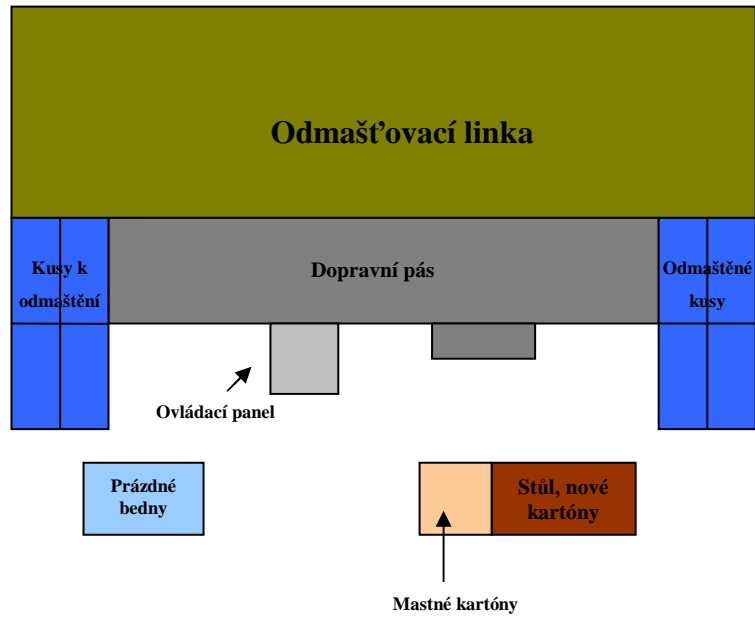 Odmašťovací linka
Kusy k
odmaštění
Dopravní pás
Odmaštěné
kusy
Ovládací panel
Prázdné
bedny
Stůl, nové
kartóny
Mastné kartóny